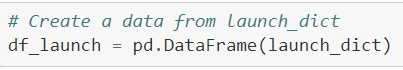 # Create a data from launch_dict
df_launch = pd.DataFrame(launch_dict)